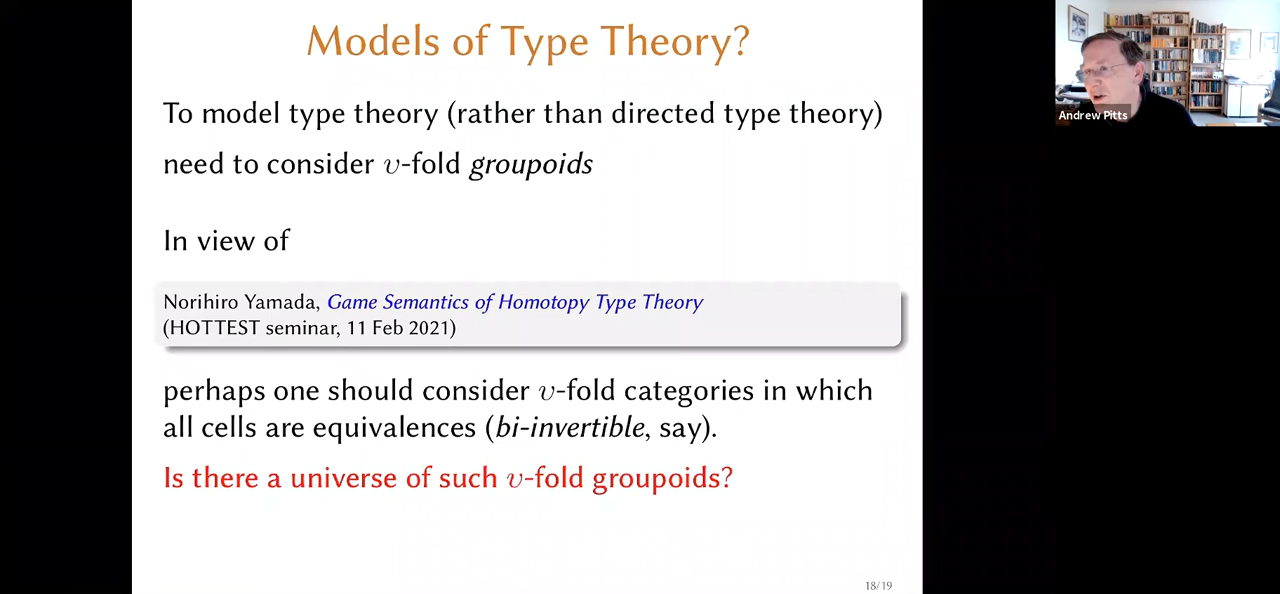 Models of Type Theory?
To model type theory (rather than directed type theory)
need to consider υ-fold groupoids
In view of
Norihiro Yamada, Game Semantics of Homotopy Type Theory
(HOTTEST seminar, 11 Feb 2021)
perhaps one should consider υ-fold categories in which
all cells are equivalences (bi-invertible, say).
Is there a universe of such υ-fold groupoids?
18/19
Andrew Pitts